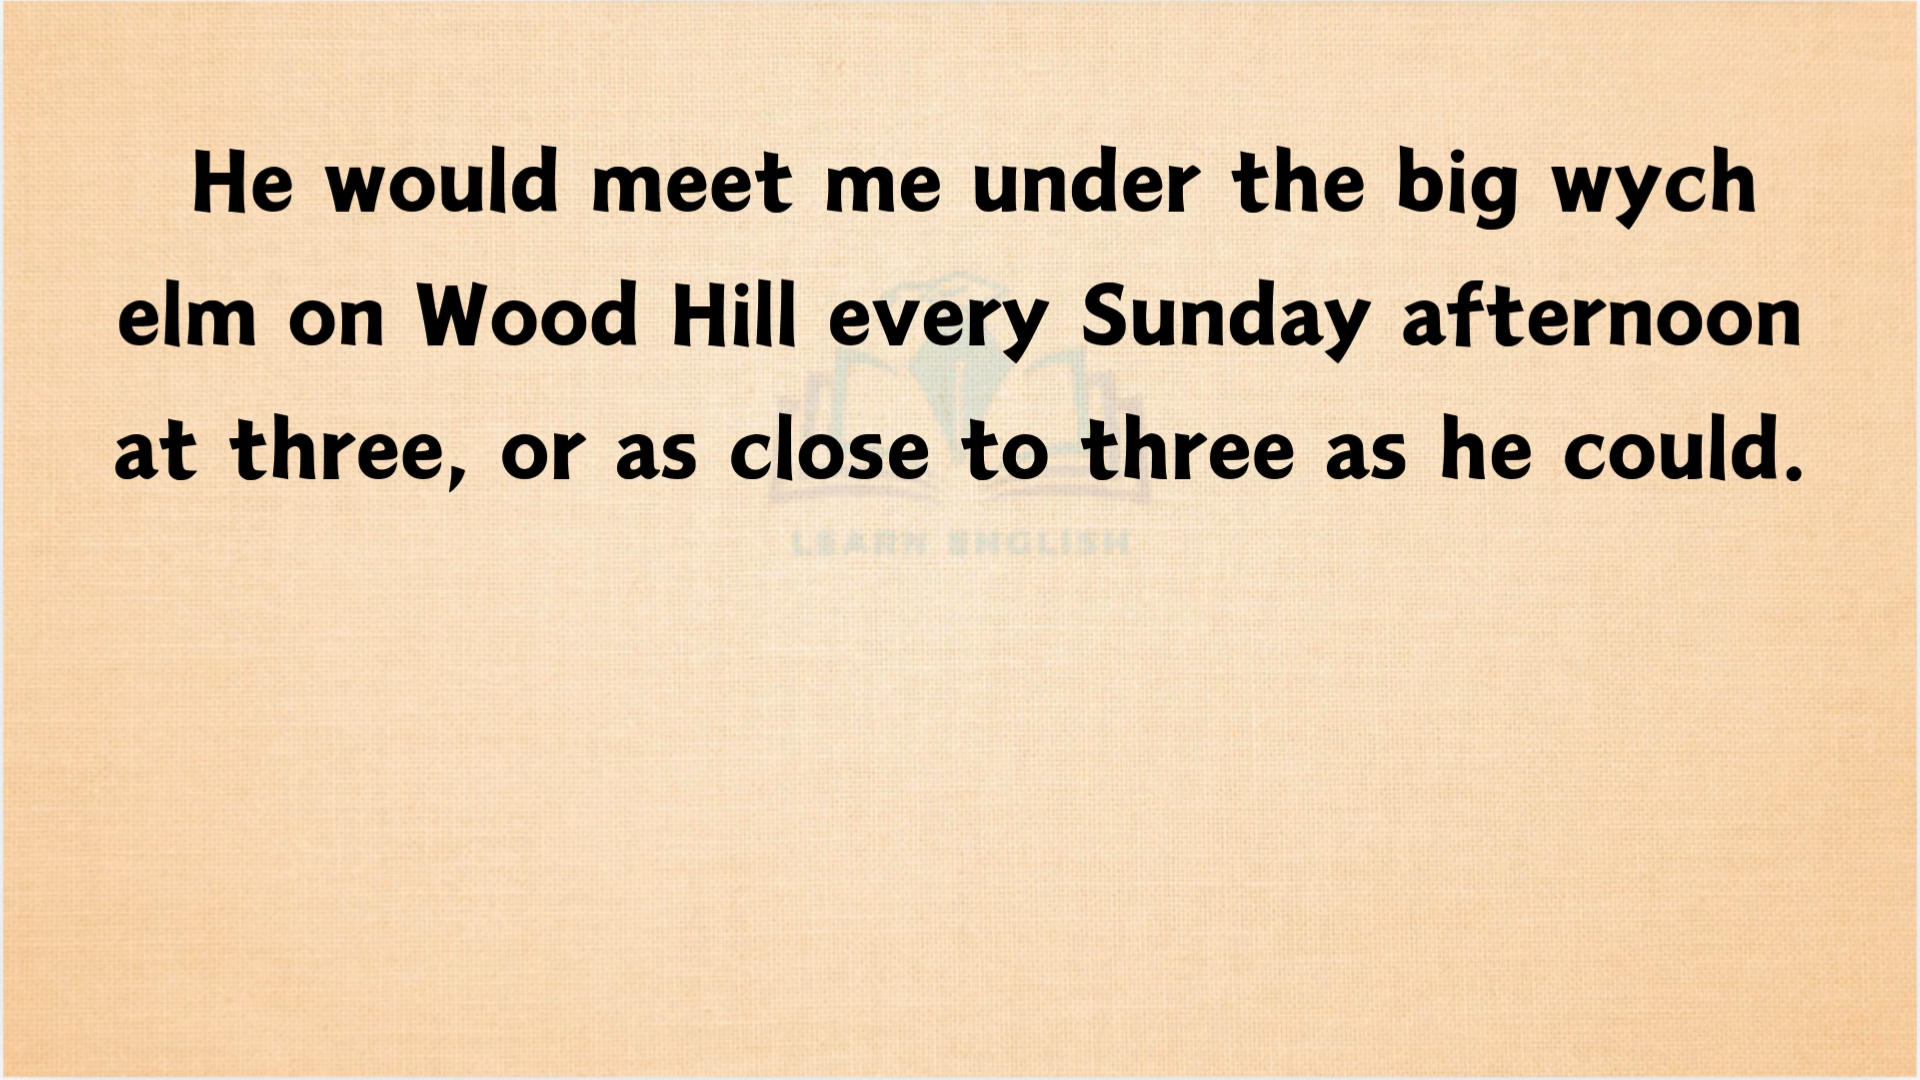 He would meet me under the big wych
elm on Wood Hill every Sunday afternoon
at three, or as close to three as he could.
LEARN ENGLISH